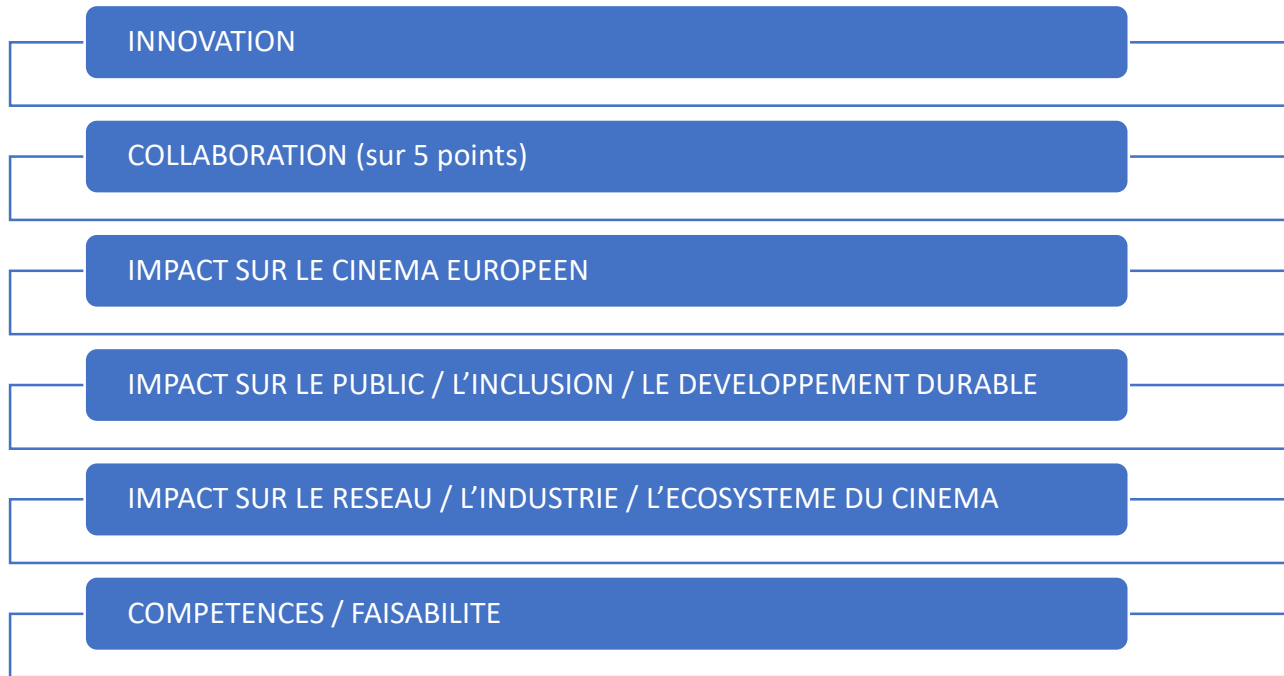 INNOVATION
COLLABORATION (sur 5 points)
IMPACT SUR LE CINEMA EUROPEEN
IMPACT SUR LE PUBLIC / L’INCLUSION / LE DEVELOPPEMENT DURABLE
IMPACT SUR LE RESEAU / L’INDUSTRIE / L’ECOSYSTEME DU CINEMA
COMPETENCES / FAISABILITE